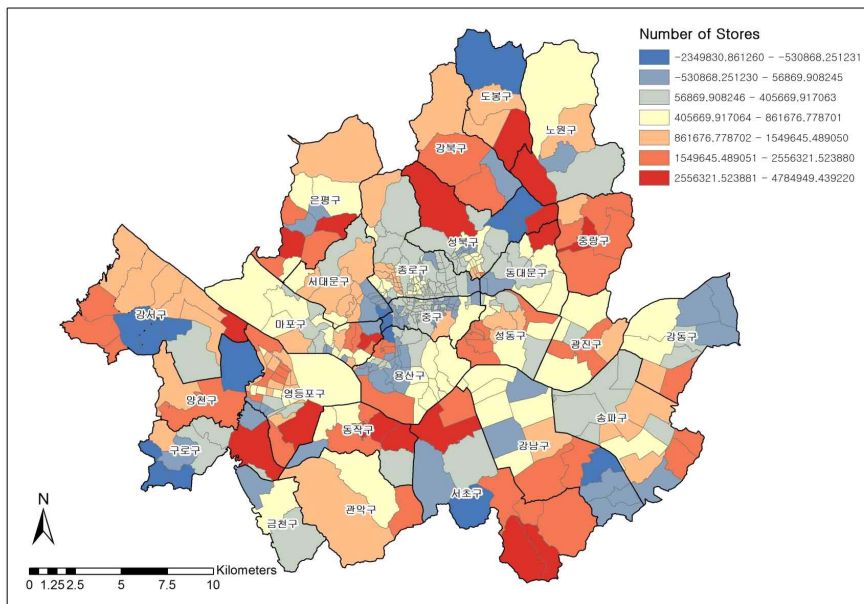 Number of Stores
-2349830.861260 - -530868.251231
-530868.251230 - 56869.908245
56869.908246 - 405669.917063
405669.917064 - 861676.778701
861676.778702 - 1549645.489050
1549645.489051 - 2556321.523880
2556321.523881 - 4784949.439220
도봉구
노원구
강북구
은평구
성북구
중랑구
종로구
서대문구
동대문구
강서구
마포구
중구
성동구
광진구
강동구
용산구
영등포구
양천구
송파구
동작구
강남구
구로구
서초구
관악구
금천구
N
Kilometers
0 1.25 2.5 5 7.5 10